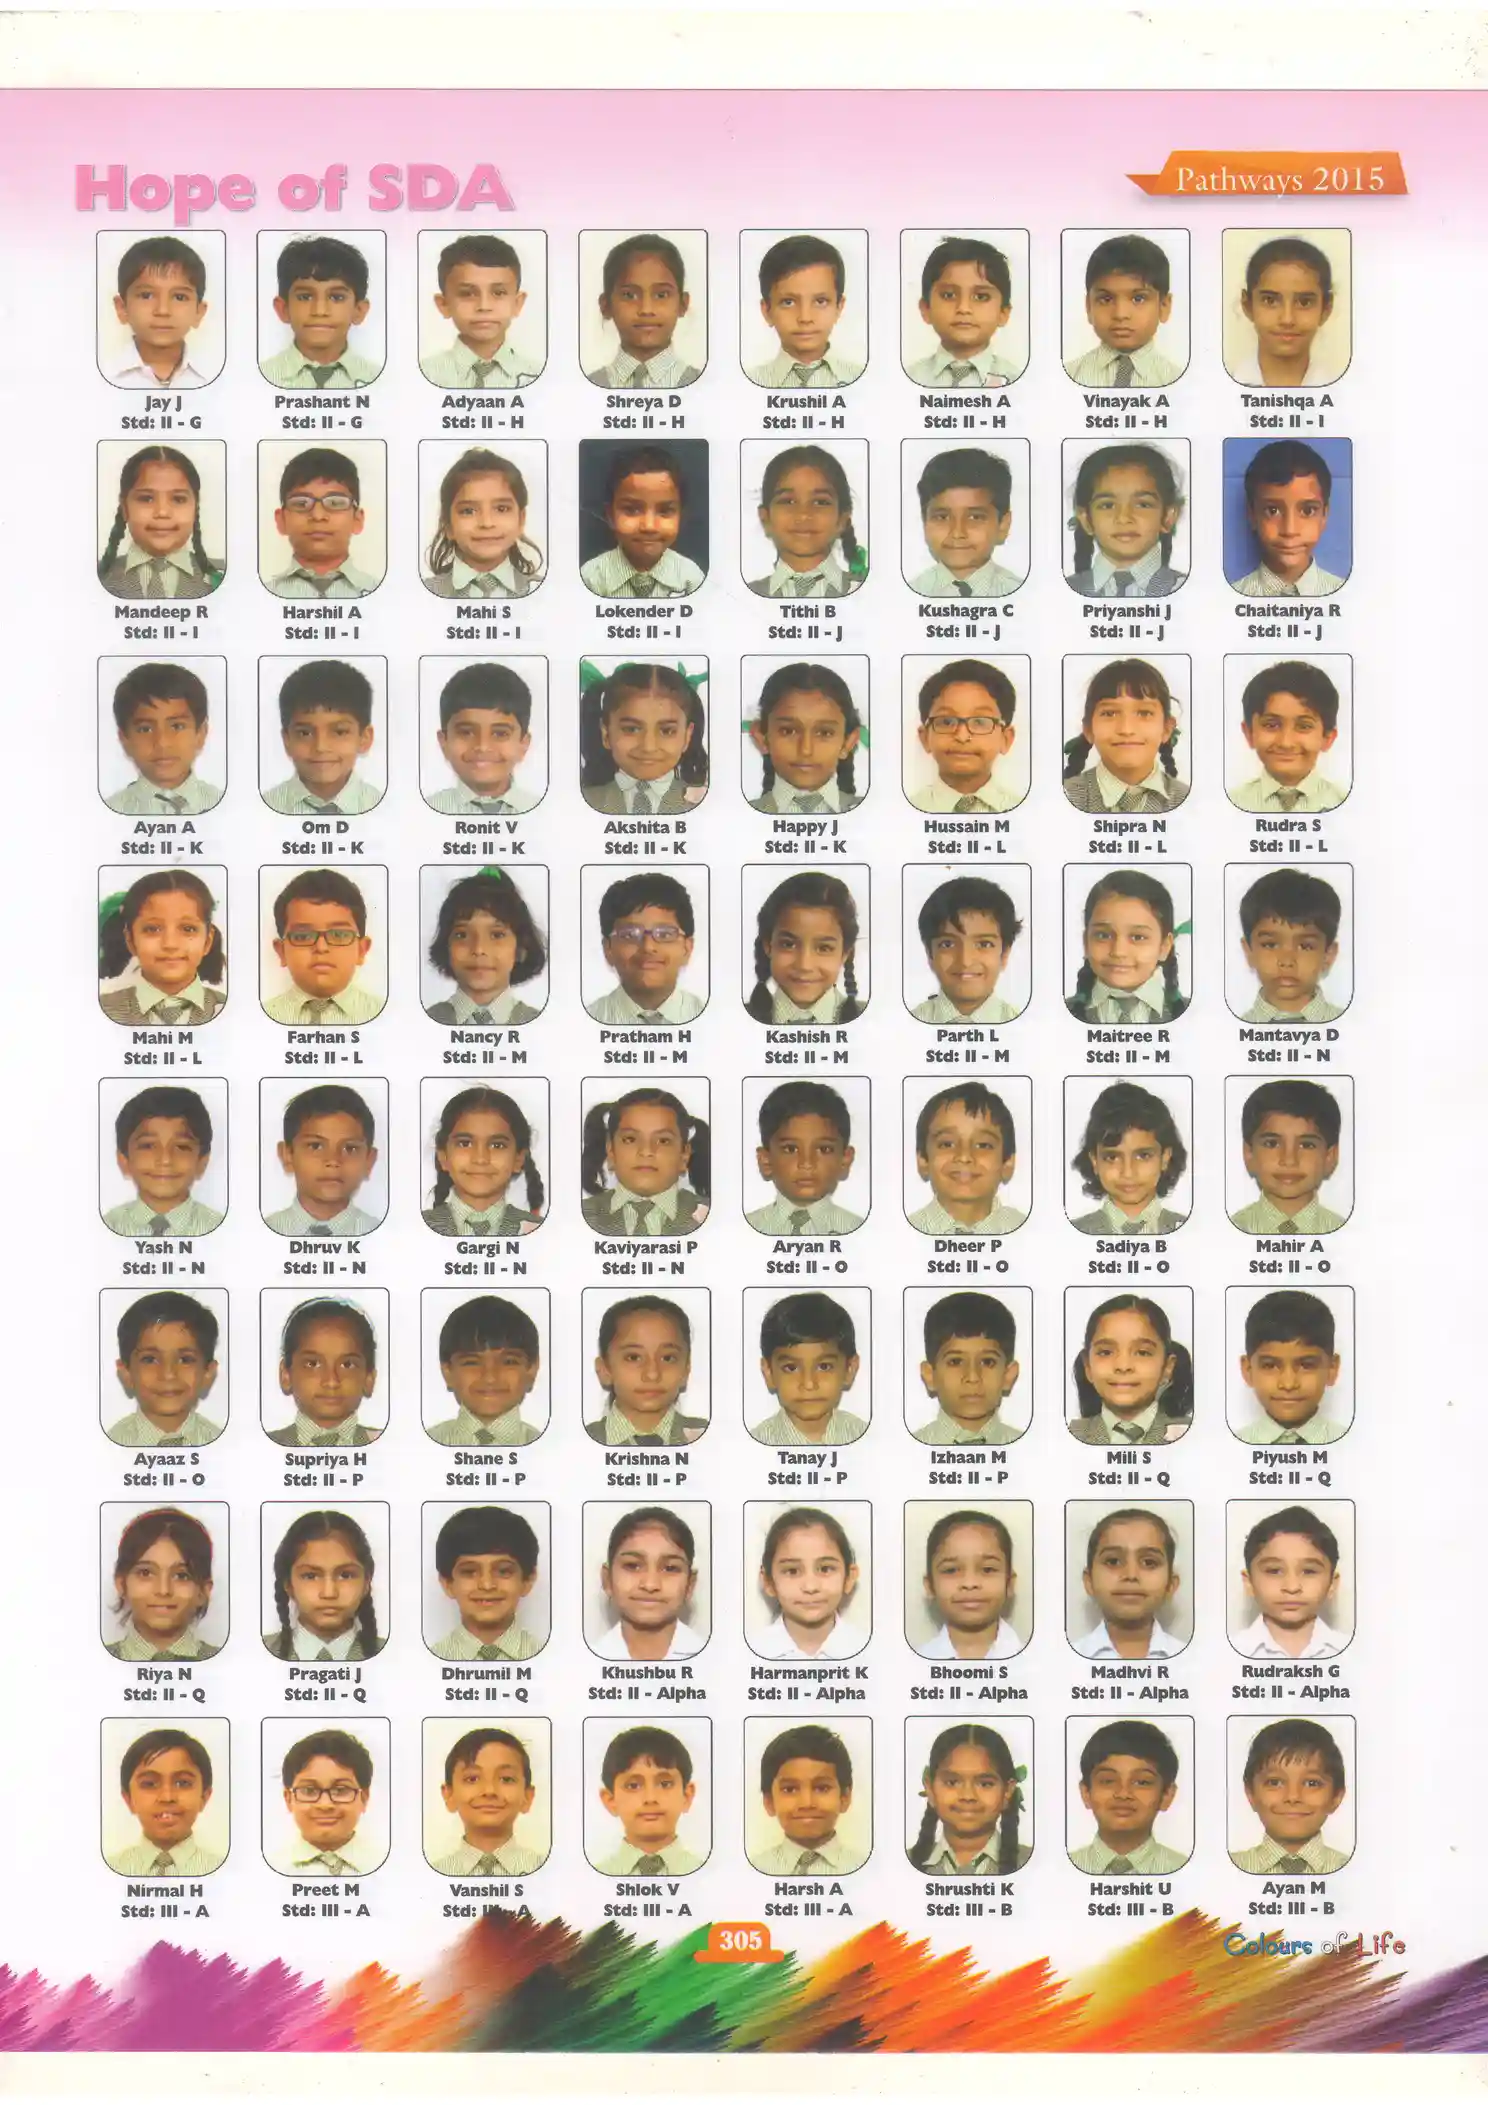 Hope of SDA
Pathways 2015
Jay J Prashant N Adyaan A Shreya D Krushil A Naimesh A Vinayak A Tanishqa A
Std: II - G Std: II - G Std: II - H Std: II - H Std: II - H Std: II - H Std: II - H Std: II - I
Mandeep R Harshil A Mahi S Lokender D Tithi B Kushagra C Priyanshi J Chaitaniya R
Std: II - I Std: II - I Std: II - I Std: II - I Std: II - J Std: II - J Std: II - J Std: II - J
Ayan A Om D Ronit V Akshita B Happy J Hussain M Shipra N Rudra S
Std: II - K Std: II - K Std: II - K Std: II - K Std: II - K Std: II - L Std: II - L Std: II - L
Mahi M Farhan S Nancy R Pratham H Kashish R Parth L Maitree R Mantavya D
Std: II - L Std: II - L Std: II - M Std: II - M Std: II - M Std: II - M Std: II - M Std: II - N
Yash N Dhruv K Gargi N Kaviyarasi P Aryan R Dheer P Sadiya B Mahir A
Std: II - N Std: II - N Std: II - N Std: II - N Std: II - O Std: II - O Std: II - O Std: II - O
Ayaaz S Supriya H Shane S Krishna N Tanay J Izhaan M Mili S Piyush M
Std: II - O Std: II - P Std: II - P Std: II - P Std: II - P Std: II - P Std: II - Q Std: II - Q
Riya N Pragati J Dhrumil M Khushbu R Harmanprit K Bhoomi S Madhvi R Rudraksh G
Std: II - Q Std: II - Q Std: II - Q Std: II - Alpha Std: II - Alpha Std: II - Alpha Std: II - Alpha Std: II - Alpha
Nirmal H Preet M Vanshil S Shlok V Harsh A Shrushti K Harshit U Ayan M
Std: III - A Std: III - A Std: III - A Std: III - A Std: III - A Std: III - B Std: III - B Std: III - B
305
Colours of Life